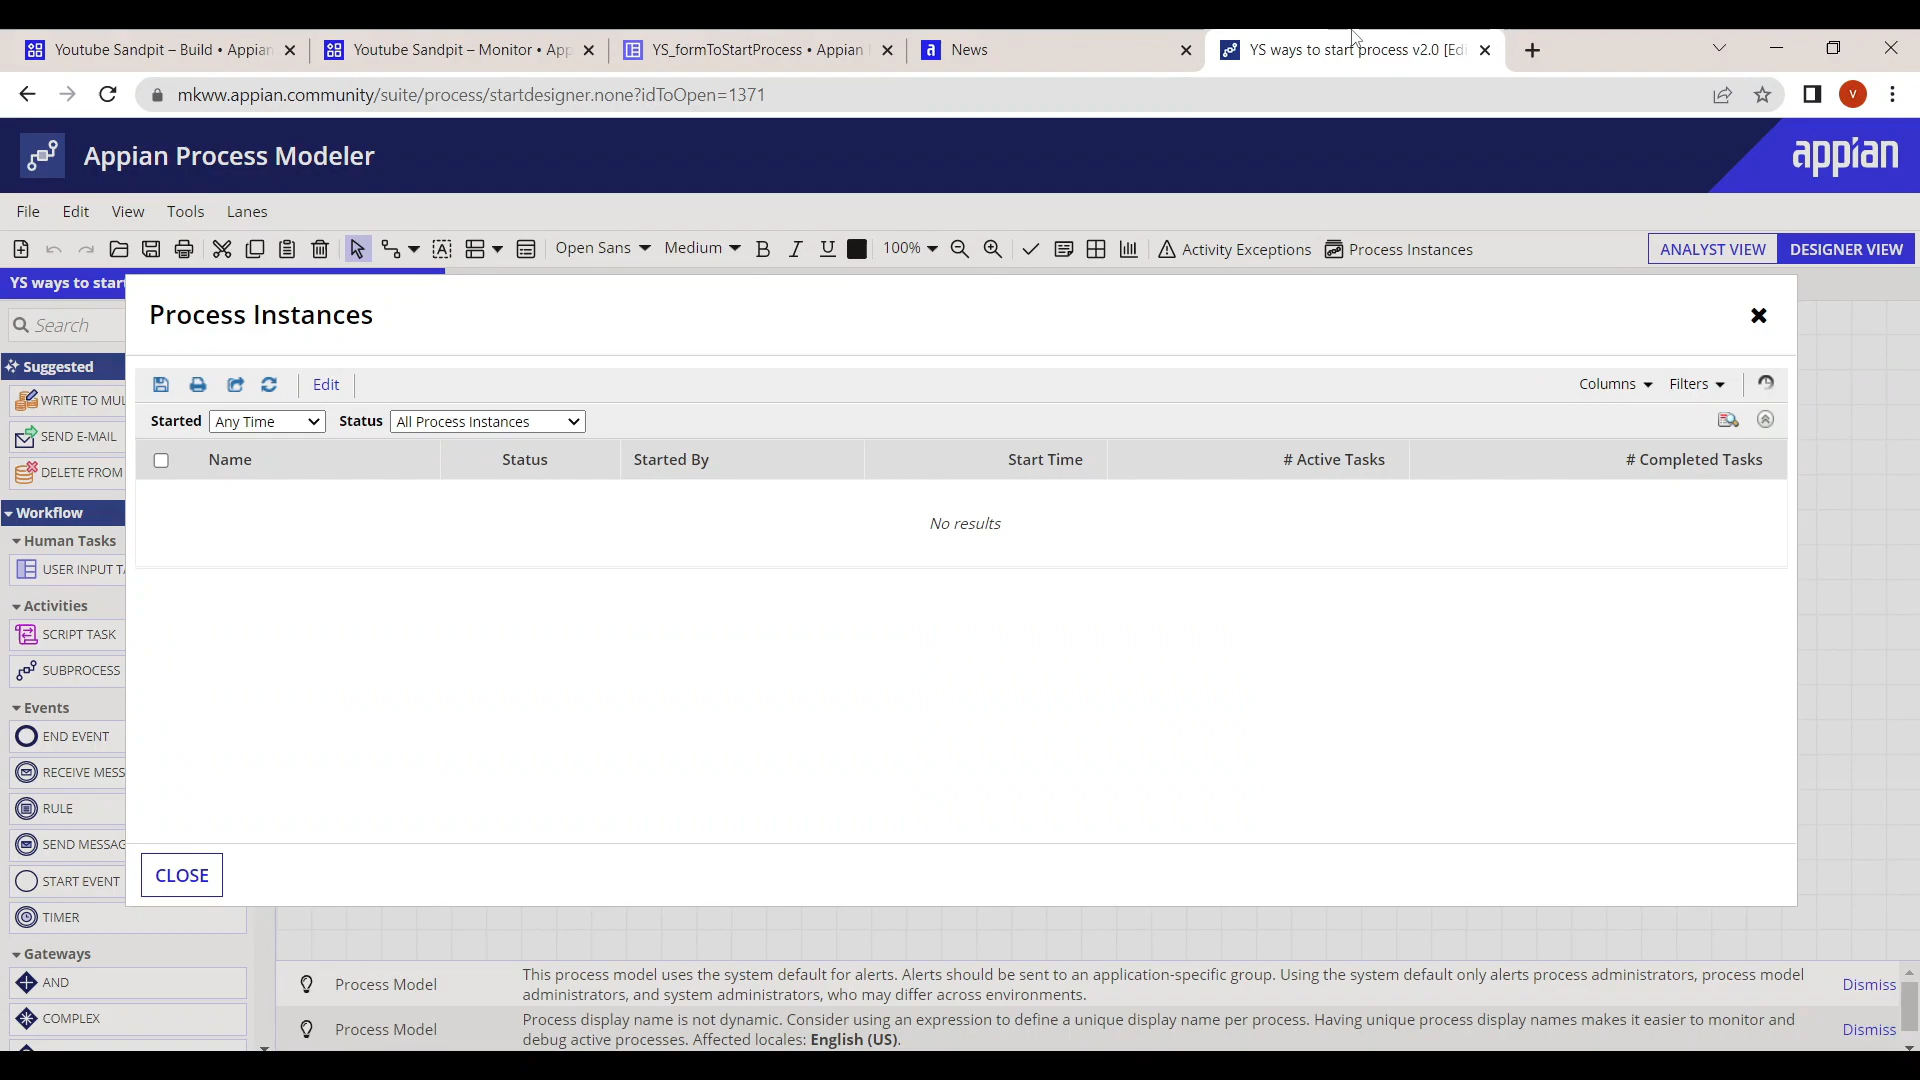 Youtube Sandpit – Build • Appian
Youtube Sandpit – Monitor • App
YS_formToStartProcess • Appian
News
YS ways to start process v2.0 [Edi
mkww.appian.community/suite/process/startdesigner.none?idToOpen=1371
V
Appian Process Modeler
appian
File
Edit
View
Tools
Lanes
Open Sans
Medium
B
I
U
100%
Activity Exceptions
Process Instances
ANALYST VIEW
DESIGNER VIEW
YS ways to star
Search
Suggested
WRITE TO MUL
SEND E-MAIL
DELETE FROM
Workflow
Human Tasks
USER INPUT TA
Activities
SCRIPT TASK
SUBPROCESS
Events
END EVENT
RECEIVE MESS
RULE
SEND MESSAG
START EVENT
TIMER
Gateways
AND
COMPLEX
Process Instances
Edit
Columns
Filters
Started
Any Time
Status
All Process Instances
Name
Status
Started By
Start Time
# Active Tasks
# Completed Tasks
No results
CLOSE
Process Model
This process model uses the system default for alerts. Alerts should be sent to an application-specific group. Using the system default only alerts process administrators, process model
administrators, and system administrators, who may differ across environments.
Dismiss
Process Model
Process display name is not dynamic. Consider using an expression to define a unique display name per process. Having unique process display names makes it easier to monitor and
debug active processes. Affected locales: English (US).
Dismiss